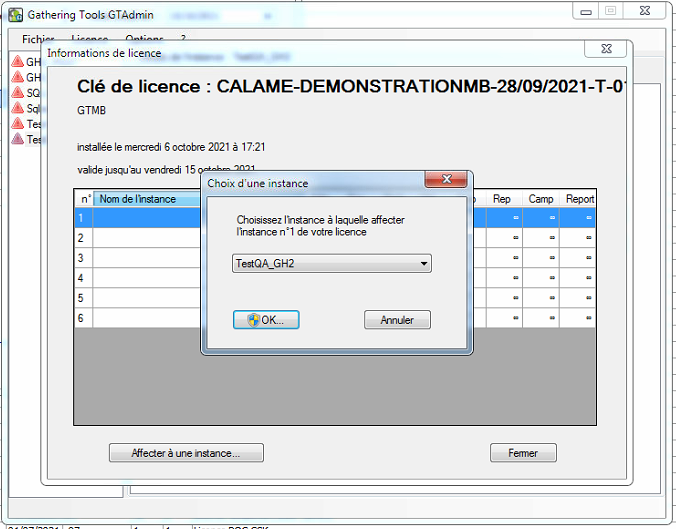 Gathering Tools GTAdmin
Fichier Licence Options ?
TestQA_GH2
Informations de licence
GH
GH
SQ
Sql
Tes
Tes
Clé de licence : CALAME-DEMONSTRATIONMB-28/09/2021-T-01
GTMB
installée le mercredi 6 octobre 2021 à 17:21
valide jusqu'au vendredi 15 octobre 2021
n° Nom de l'instance Rep Camp Report
1 ∞ ∞ ∞
2 ∞ ∞ ∞
3 ∞ ∞ ∞
4 ∞ ∞ ∞
5 ∞ ∞ ∞
6 ∞ ∞ ∞
Choix d'une instance
Choisissez l'instance à laquelle affecter
l'instance n°1 de votre licence
TestQA_GH2
OK...
Annuler
Affecter à une instance...
Fermer